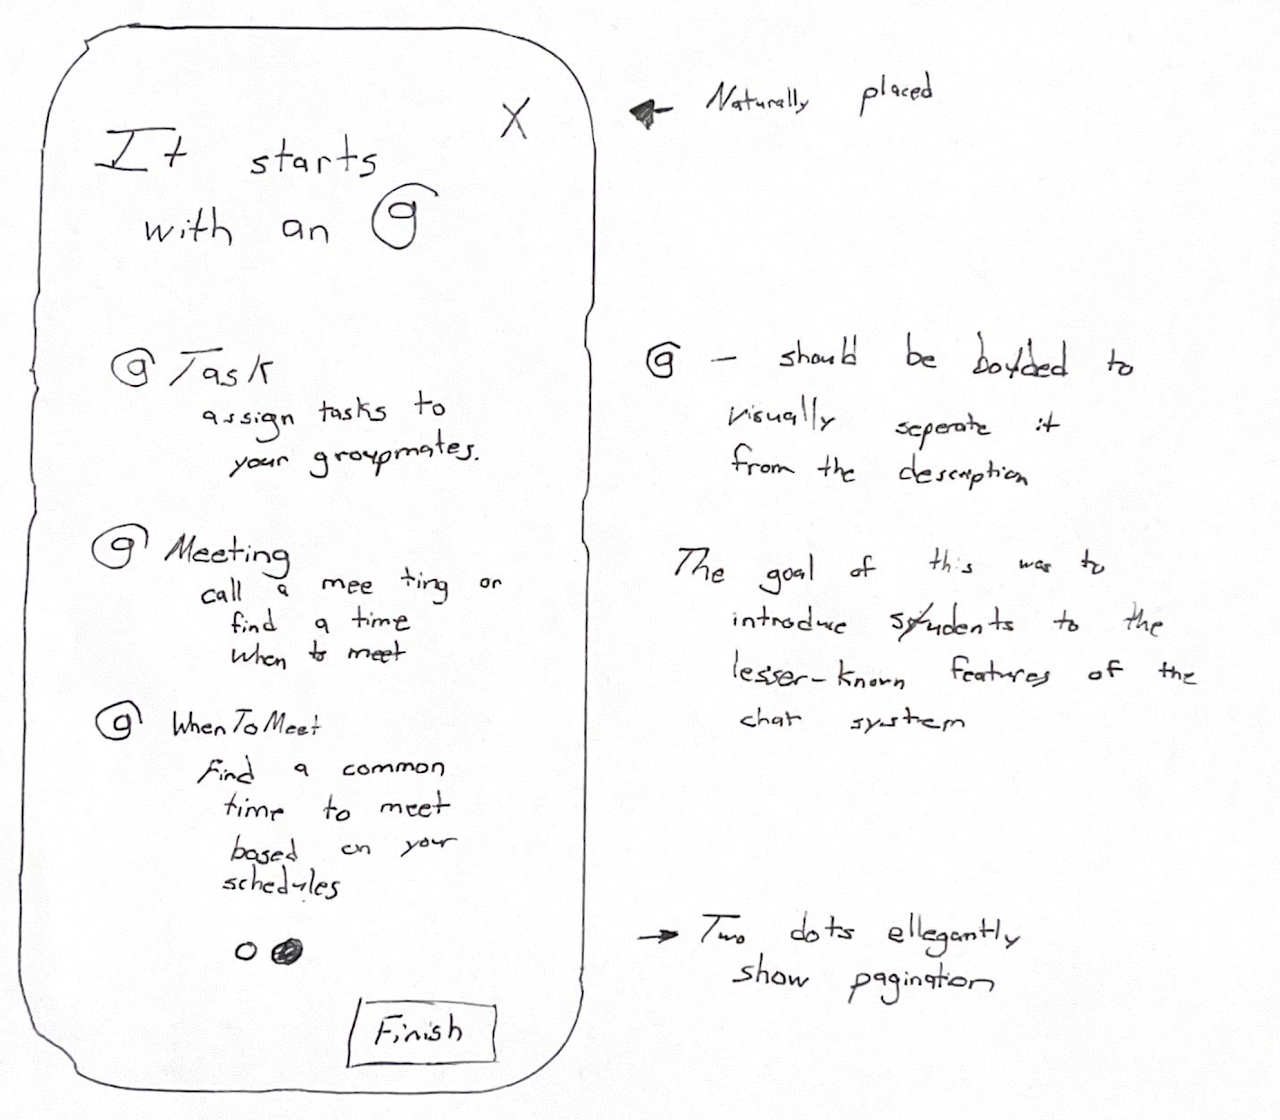 X
It starts
with an @
@ Task
assign tasks to
your groupmates.
@ Meeting
call a meeting or
find a time
when to meet
@ WhenToMeet
Find a common
time to meet
based on your
schedules
Finish
Naturally placed
@ - should be bolded to
visually seperate it
from the description
The goal of this was to
introduce students to the
lesser-known features of the
chat system
Two dots ellegantly
show pagination